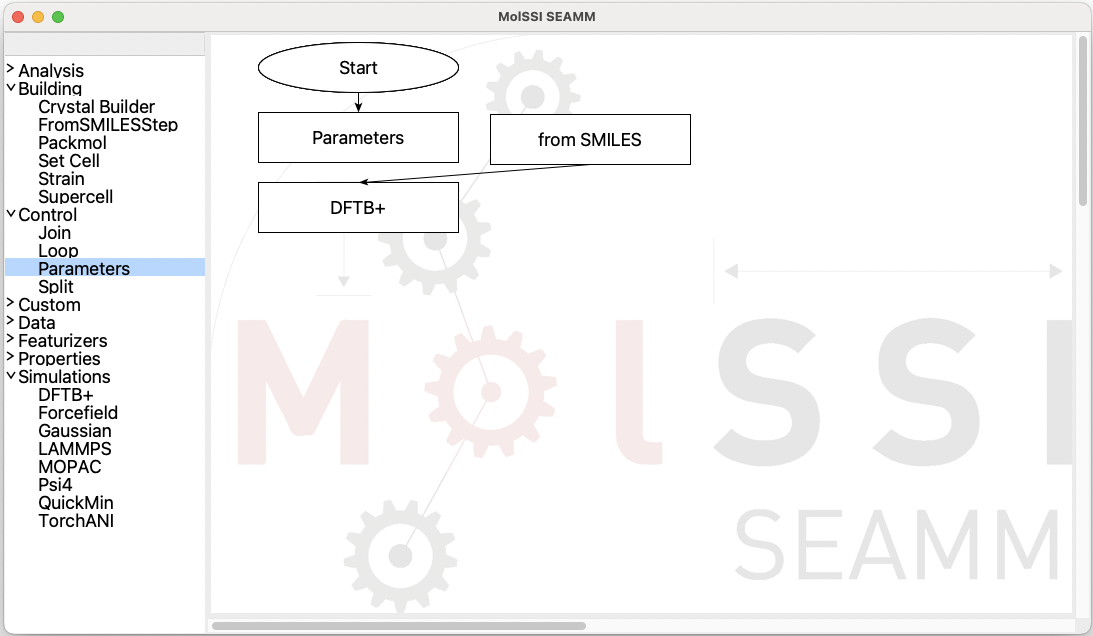 MolSSI SEAMM
Analysis
Building
Crystal Builder
FromSMILESStep
Packmol
Set Cell
Strain
Supercell
Control
Join
Loop
Parameters
Split
Custom
Data
Featurizers
Properties
Simulations
DFTB+
Forcefield
Gaussian
LAMMPS
MOPAC
Psi4
QuickMin
TorchANI
Start
Parameters
from SMILES
DFTB+
MolSSI
SEAMM